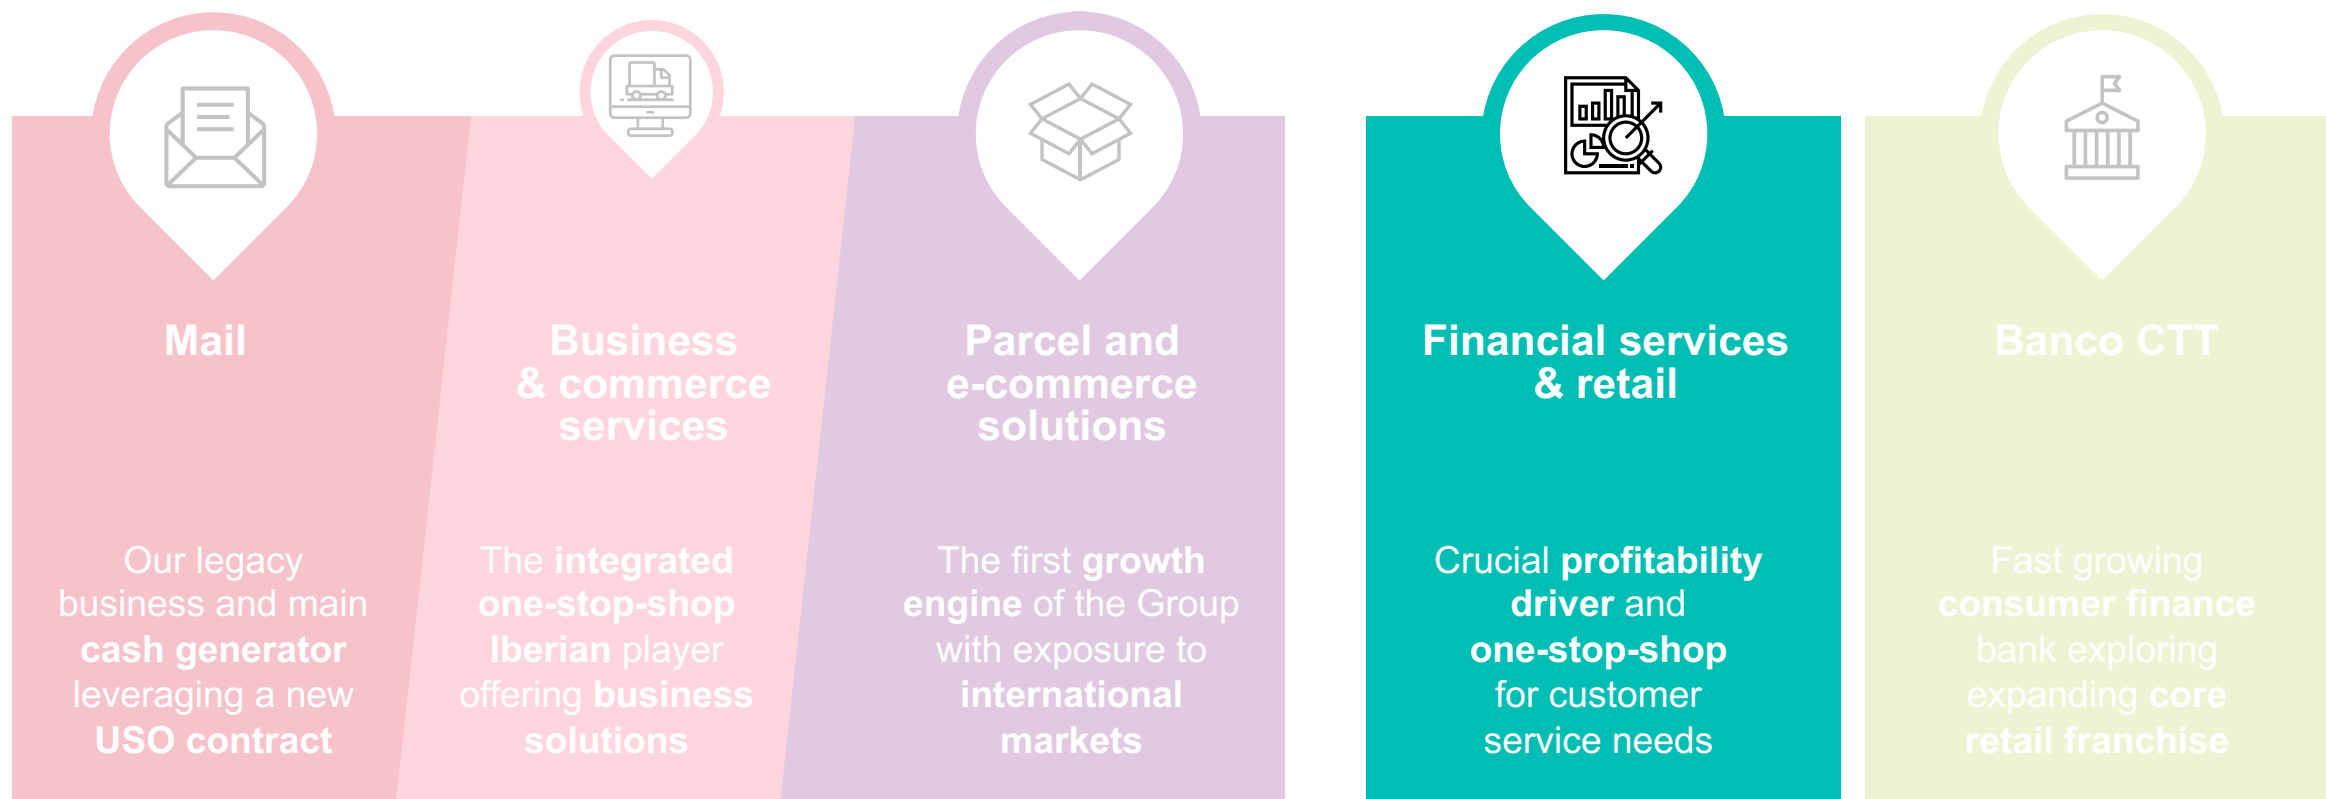 Mail
Our legacy
business and main
cash generator
leveraging a new
USO contract
Business
& commerce
services
The integrated
one-stop-shop
Iberian player
offering business
solutions
Parcel and
e-commerce
solutions
The first growth
engine of the Group
with exposure to
international
markets
Financial services
& retail
Crucial profitability
driver and
one-stop-shop
for customer
service needs
Banco CTT
Fast growing
consumer finance
bank exploring
expanding core
retail franchise